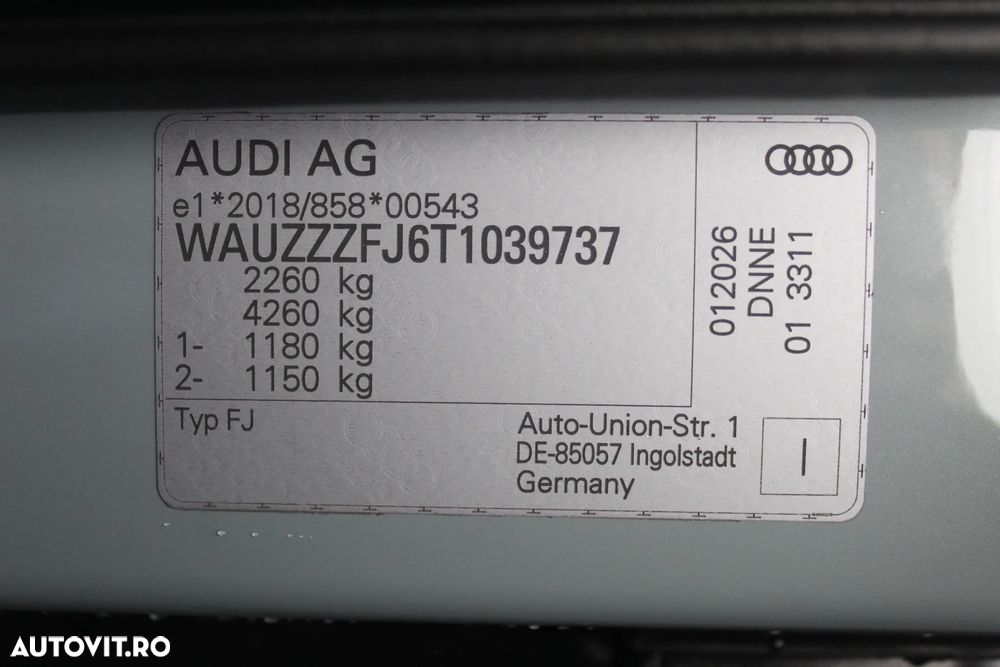 AUDI AG
e1*2018/858*00543
WAUZZZFJ6T1039737
2260 kg
4260 kg
1- 1180 kg
2- 1150 kg
Typ FJ
Auto-Union-Str. 1
DE-85057 Ingolstadt
Germany
012026
DNNE
01 3311
I
AUTOVIT.RO